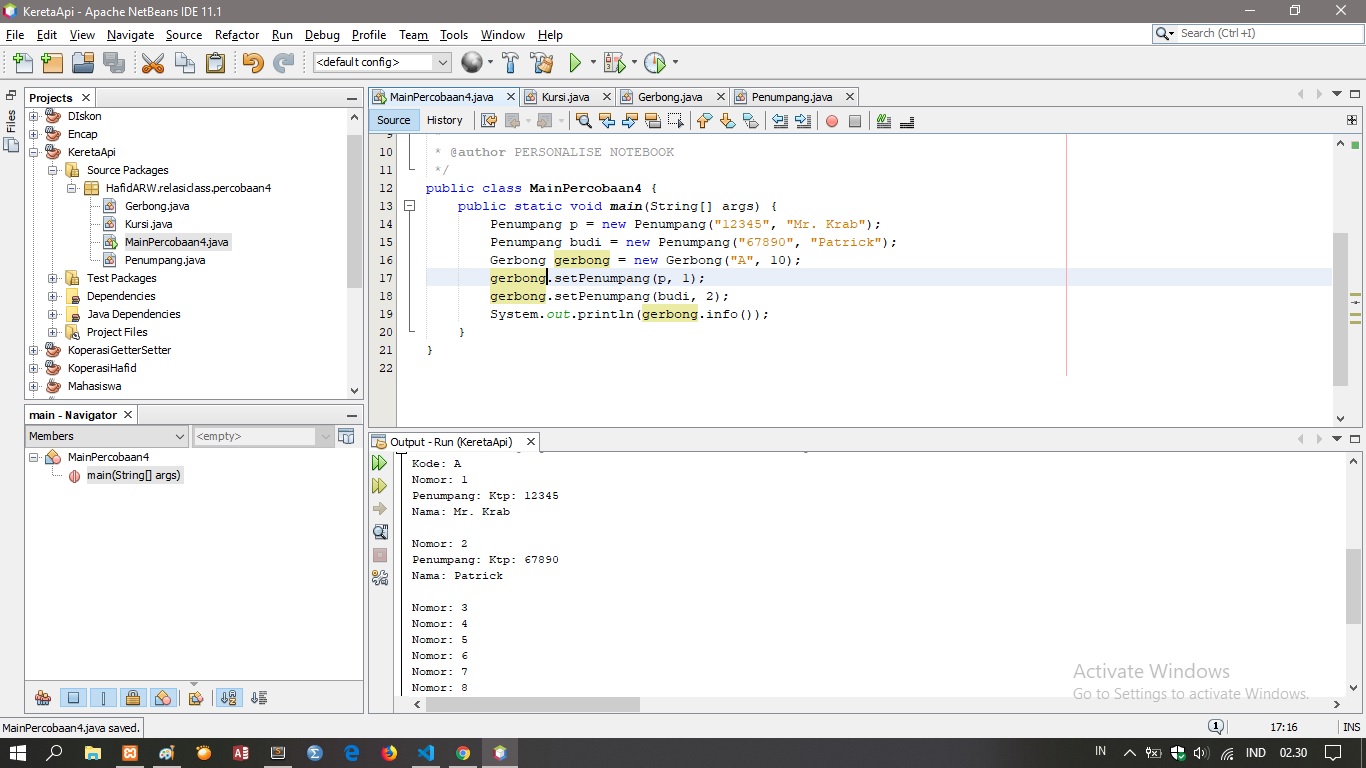 KeretaApi - Apache NetBeans IDE 11.1
File Edit View Navigate Source Refactor Run Debug Profile Team Tools Window Help
Search (Ctrl+I)
<default config>
Files
Projects
DIskon
Encap
KeretaApi
Source Packages
HafidARW.relasiclass.percobaan4
Gerbong.java
Kursi.java
MainPercobaan4.java
Penumpang.java
Test Packages
Dependencies
Java Dependencies
Project Files
KoperasiGetterSetter
KoperasiHafid
Mahasiswa
main - Navigator
Members
<empty>
MainPercobaan4
main(String[] args)
MainPercobaan4.java Kursi.java Gerbong.java Penumpang.java
Source History
9
10 * @author PERSONALISE NOTEBOOK
11 */
12 public class MainPercobaan4 {
13 public static void main(String[] args) {
14 Penumpang p = new Penumpang("12345", "Mr. Krab");
15 Penumpang budi = new Penumpang("67890", "Patrick");
16 Gerbong gerbong = new Gerbong("A", 10);
17 gerbong.setPenumpang(p, 1);
18 gerbong.setPenumpang(budi, 2);
19 System.out.println(gerbong.info());
20 }
21 }
22
Output - Run (KeretaApi)
Kode: A
Nomor: 1
Penumpang: Ktp: 12345
Nama: Mr. Krab
Nomor: 2
Penumpang: Ktp: 67890
Nama: Patrick
Nomor: 3
Nomor: 4
Nomor: 5
Nomor: 6
Nomor: 7
Nomor: 8
Activate Windows
Go to Settings to activate Windows.
MainPercobaan4.java saved.
1
17:16 INS
IN IND 02.30